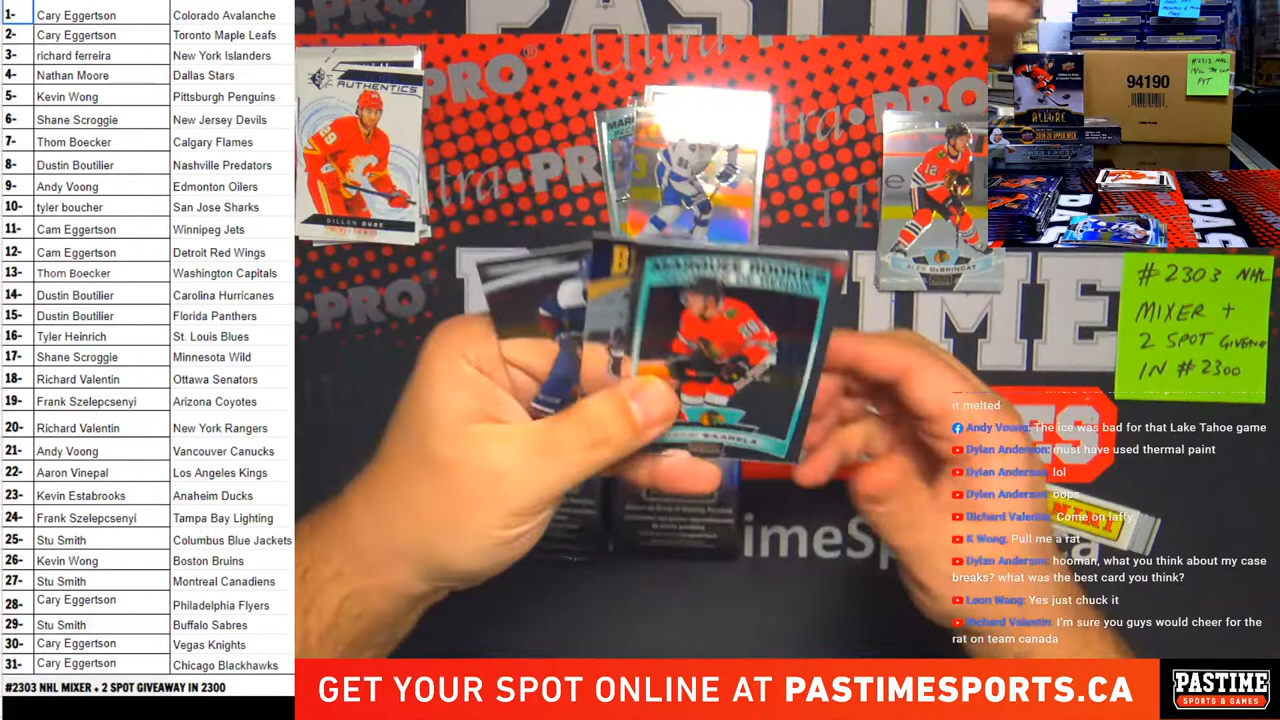 1- Cary Eggertson Colorado Avalanche
2- Cary Eggertson Toronto Maple Leafs
3- richard ferreira New York Islanders
4- Nathan Moore Dallas Stars
5- Kevin Wong Pittsburgh Penguins
6- Shane Scroggie New Jersey Devils
7- Thom Boecker Calgary Flames
8- Dustin Boutilier Nashville Predators
9- Andy Voong Edmonton Oilers
10- tyler boucher San Jose Sharks
11- Cam Eggertson Winnipeg Jets
12- Cam Eggertson Detroit Red Wings
13- Thom Boecker Washington Capitals
14- Dustin Boutilier Carolina Hurricanes
15- Dustin Boutilier Florida Panthers
16- Tyler Heinrich St. Louis Blues
17- Shane Scroggie Minnesota Wild
18- Richard Valentin Ottawa Senators
19- Frank Szelepcsenyi Arizona Coyotes
20- Richard Valentin New York Rangers
21- Andy Voong Vancouver Canucks
22- Aaron Vinepal Los Angeles Kings
23- Kevin Estabrooks Anaheim Ducks
24- Frank Szelepcsenyi Tampa Bay Lighting
25- Stu Smith Columbus Blue Jackets
26- Kevin Wong Boston Bruins
27- Stu Smith Montreal Canadiens
28- Cary Eggertson Philadelphia Flyers
29- Stu Smith Buffalo Sabres
30- Cary Eggertson Vegas Knights
31- Cary Eggertson Chicago Blackhawks
#2303 NHL MIXER + 2 SPOT GIVEAWAY IN 2300
AUTHENTICS
DILLON DUBE
12
ALEX DeBRINCAT
94190
ALLURE
#2303 NHL
MIXER +
2 SPOT GIVEAWAY
IN #2300
it melted
Andy Voong: The ice was bad for that Lake Tahoe game
Dylan Anderson: must have used thermal paint
Dylan Anderson: lol
Dylan Anderson: oops
Richard Valentin: Come on laffy
K Wong: Pull me a rat
Dylan Anderson: hooman, what you think about my case
breaks? what was the best card you think?
Leon Wang: Yes just chuck it
Richard Valentin: I'm sure you guys would cheer for the
rat on team canada
GET YOUR SPOT ONLINE AT PASTIMESPORTS.CA
PASTIME
SPORTS & GAMES